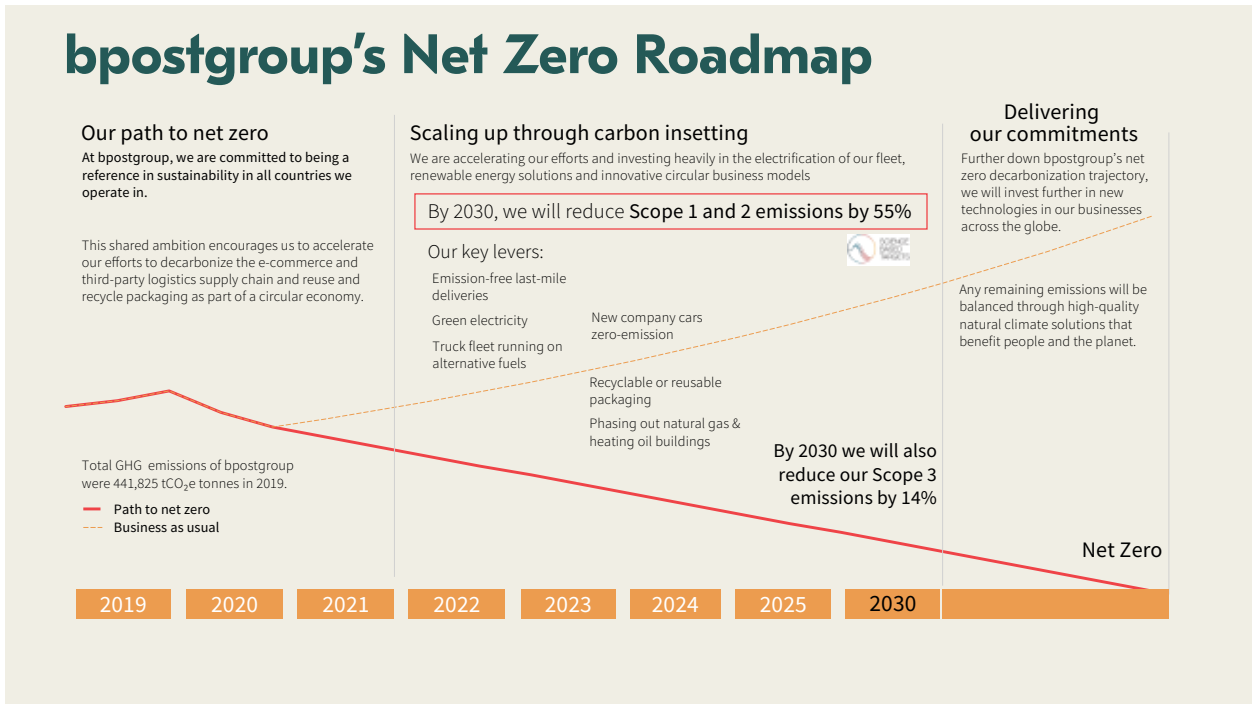 bpostgroup's Net Zero Roadmap
Our path to net zero
At bpostgroup, we are committed to being a
reference in sustainability in all countries we
operate in.
This shared ambition encourages us to accelerate
our efforts to decarbonize the e-commerce and
third-party logistics supply chain and reuse and
recycle packaging as part of a circular economy.
Total GHG emissions of bpostgroup
were 441,825 tCO₂e tonnes in 2019.
Path to net zero
Business as usual
Scaling up through carbon insetting
We are accelerating our efforts and investing heavily in the electrification of our fleet,
renewable energy solutions and innovative circular business models
By 2030, we will reduce Scope 1 and 2 emissions by 55%
SCIENCE
BASED
TARGETS
Our key levers:
Emission-free last-mile
deliveries
Green electricity
Truck fleet running on
alternative fuels
New company cars
zero-emission
Recyclable or reusable
packaging
Phasing out natural gas &
heating oil buildings
By 2030 we will also
reduce our Scope 3
emissions by 14%
Delivering
our commitments
Further down bpostgroup's net
zero decarbonization trajectory,
we will invest further in new
technologies in our businesses
across the globe.
Any remaining emissions will be
balanced through high-quality
natural climate solutions that
benefit people and the planet.
Net Zero
2019
2020
2021
2022
2023
2024
2025
2030